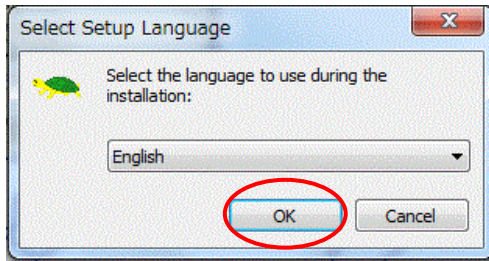 Select Setup Language
Select the language to use during the
installation:
English
OK
Cancel